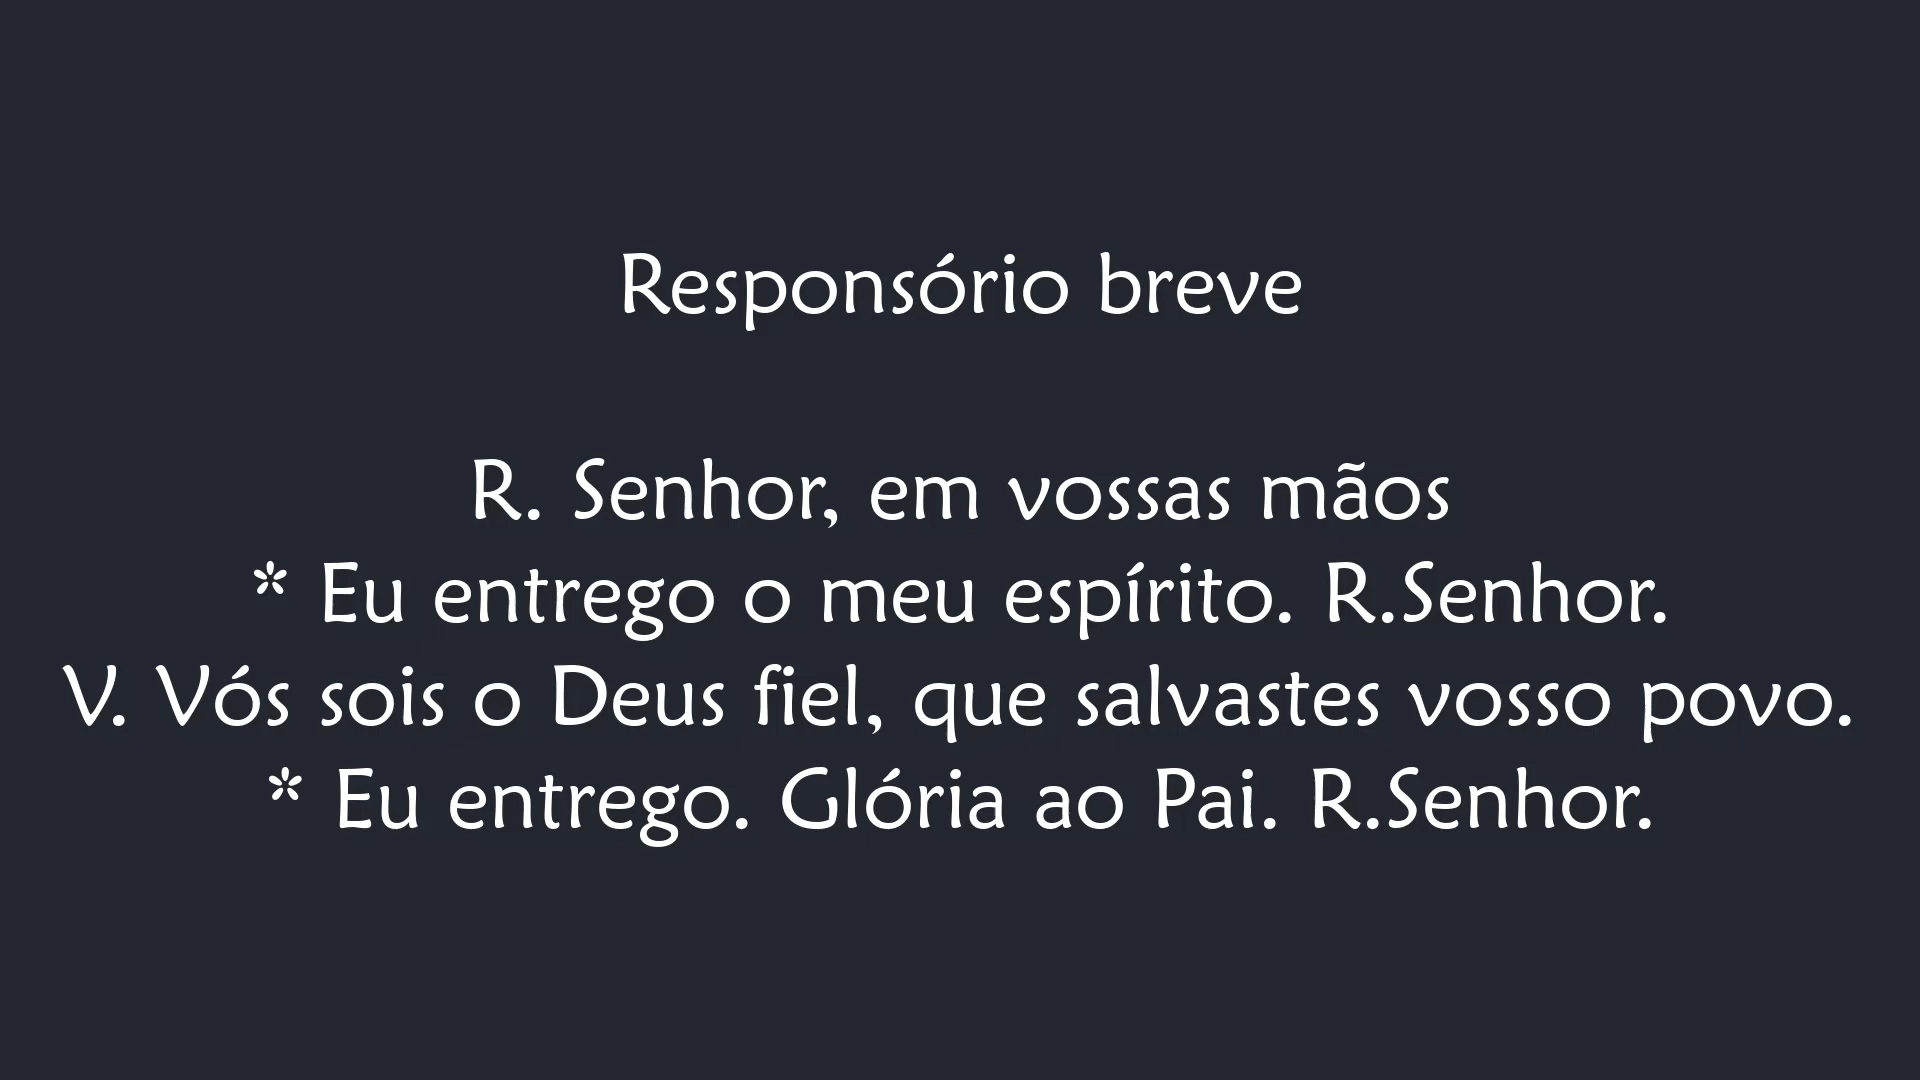 Responsório breve
R. Senhor, em vossas mãos
* Eu entrego o meu espírito. R.Senhor.
V. Vós sois o Deus fiel, que salvastes vosso povo.
* Eu entrego. Glória ao Pai. R.Senhor.